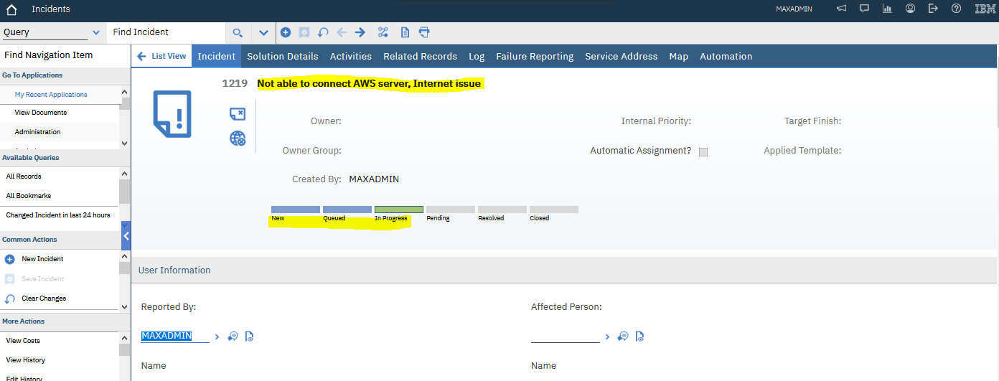 Incidents MAXADMIN IBM
Query Find Incident
Find Navigation Item
Go To Applications
My Recent Applications
View Documents
Administration
Available Queries
All Records
All Bookmarks
Changed Incident in last 24 hours
Common Actions
New Incident
Save Incident
Clear Changes
More Actions
View Costs
View History
Edit History
List View Incident Solution Details Activities Related Records Log Failure Reporting Service Address Map Automation
1219 Not able to connect AWS server, Internet issue
Owner: Internal Priority: Target Finish:
Owner Group: Automatic Assignment? Applied Template:
Created By: MAXADMIN
New Queued In Progress Pending Resolved Closed
User Information
Reported By: Affected Person:
MAXADMIN
Name Name